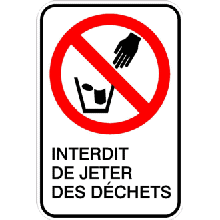 INTERDIT
DE JETER
DES DÉCHETS